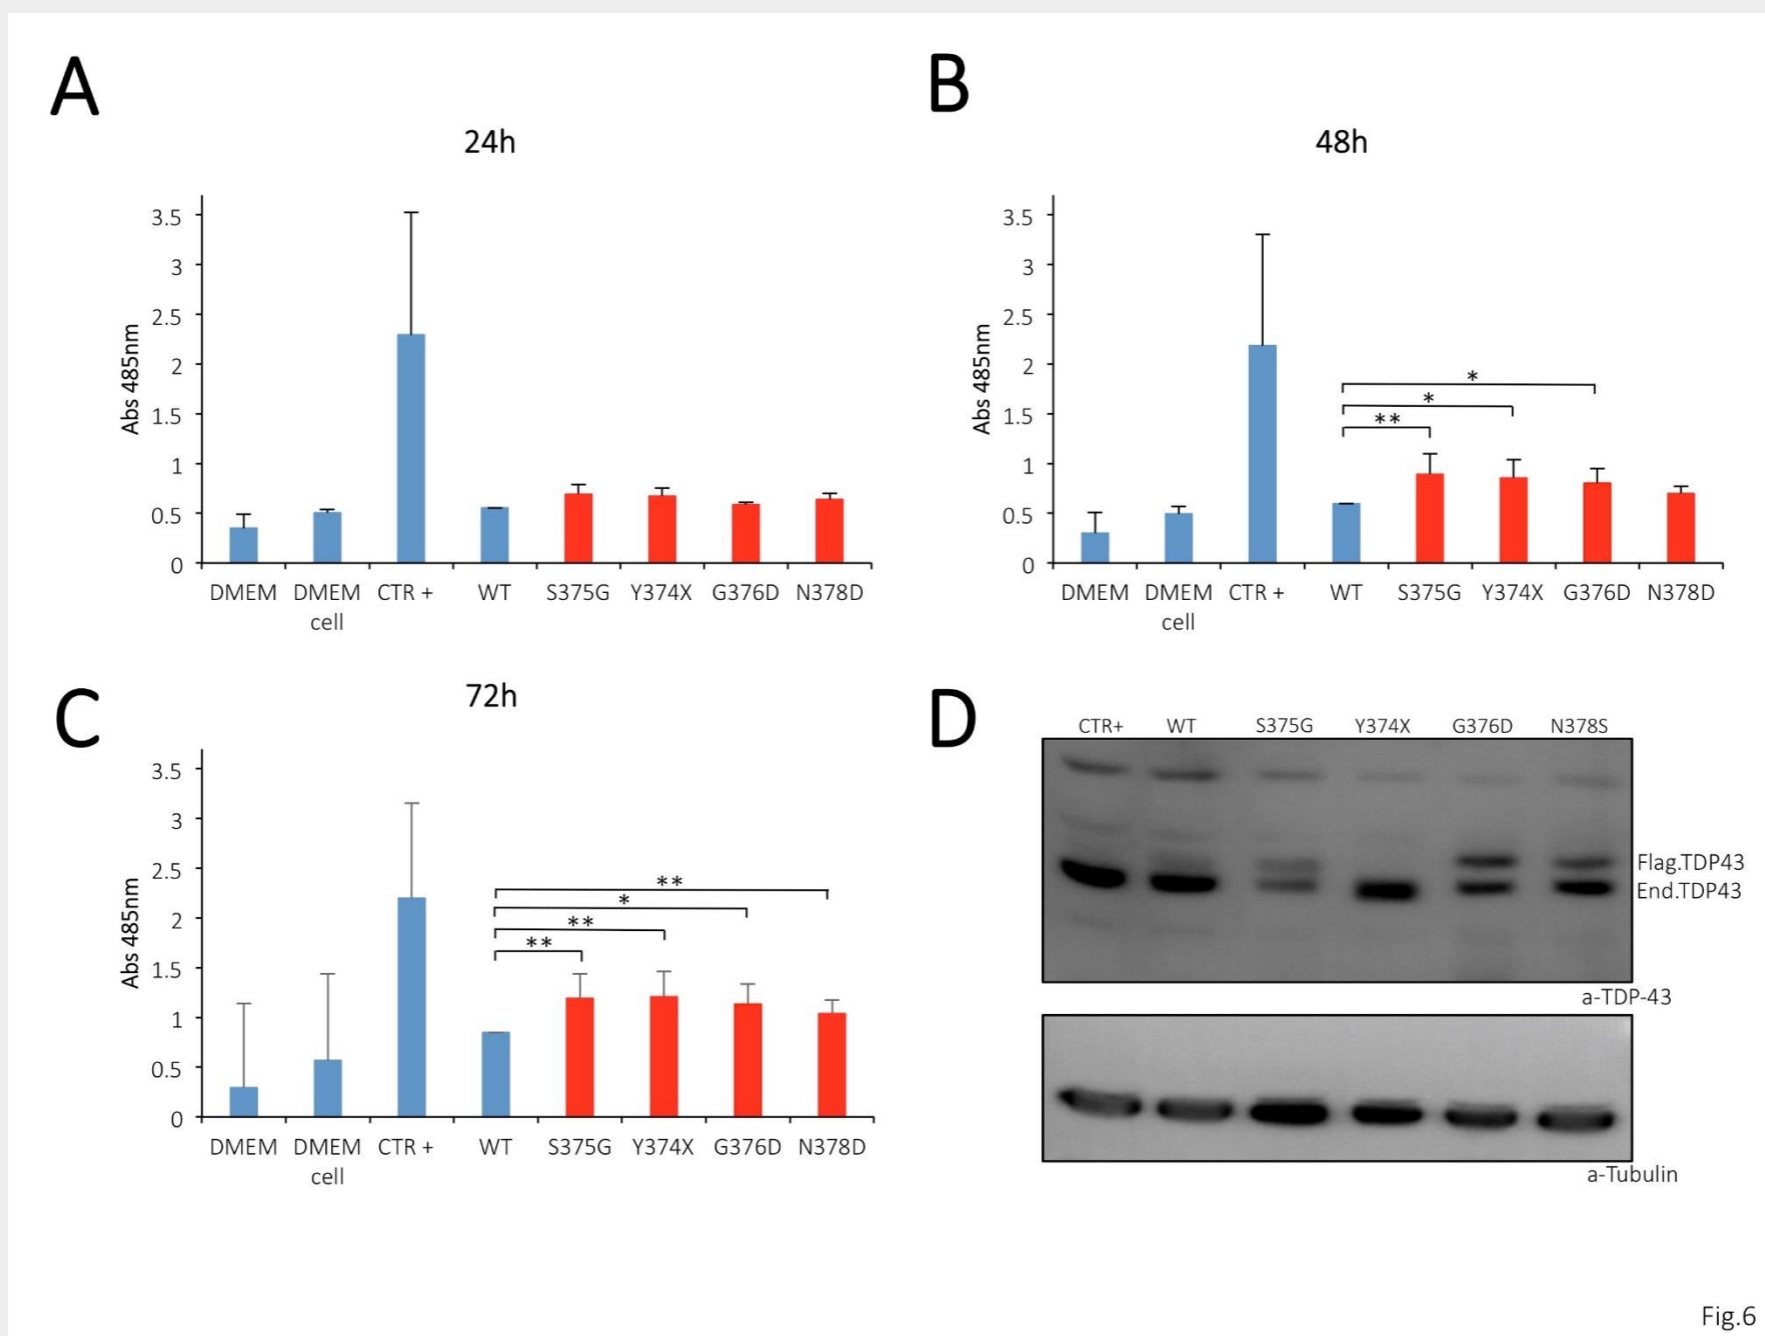 A
24h
Abs 485nm
3.5
3
2.5
2
1.5
1
0.5
0
DMEM DMEM cell CTR + WT S375G Y374X G376D N378D
B
48h
Abs 485nm
3.5
3
2.5
2
1.5
1
0.5
0
*
*
**
DMEM DMEM cell CTR + WT S375G Y374X G376D N378D
C
72h
Abs 485nm
3.5
3
2.5
2
1.5
1
0.5
0
**
*
**
**
DMEM DMEM cell CTR + WT S375G Y374X G376D N378D
D
CTR+ WT S375G Y374X G376D N378S
Flag.TDP43
End.TDP43
a-TDP-43
a-Tubulin
Fig.6